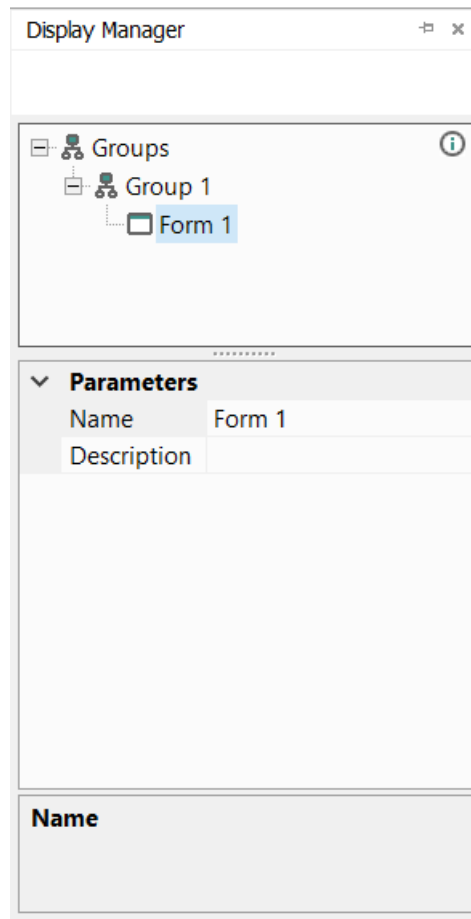 Display Manager
Groups
Group 1
Form 1
Parameters
Name Form 1
Description
Name